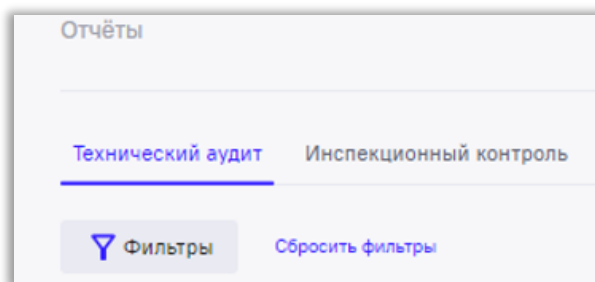 Отчёты
Технический аудит Инспекционный контроль
Фильтры Сбросить фильтры